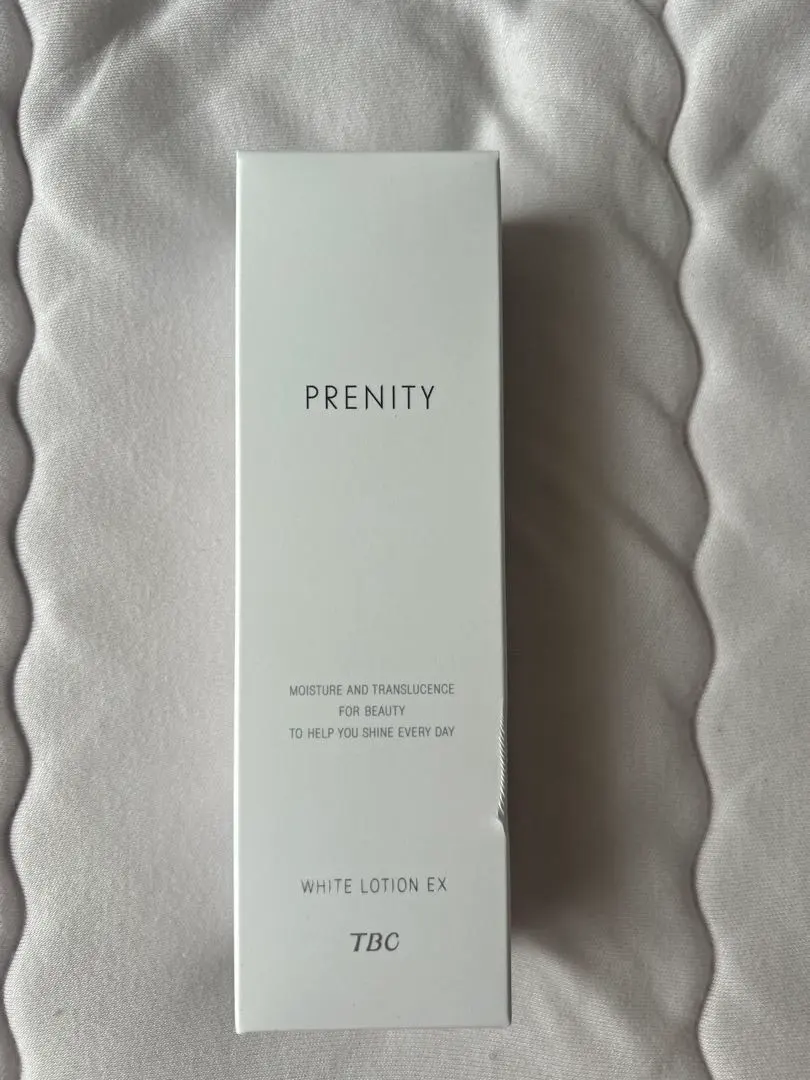 PRENITY
MOISTURE AND TRANSLUCENCE
FOR BEAUTY
TO HELP YOU SHINE EVERY DAY
WHITE LOTION EX
TBC